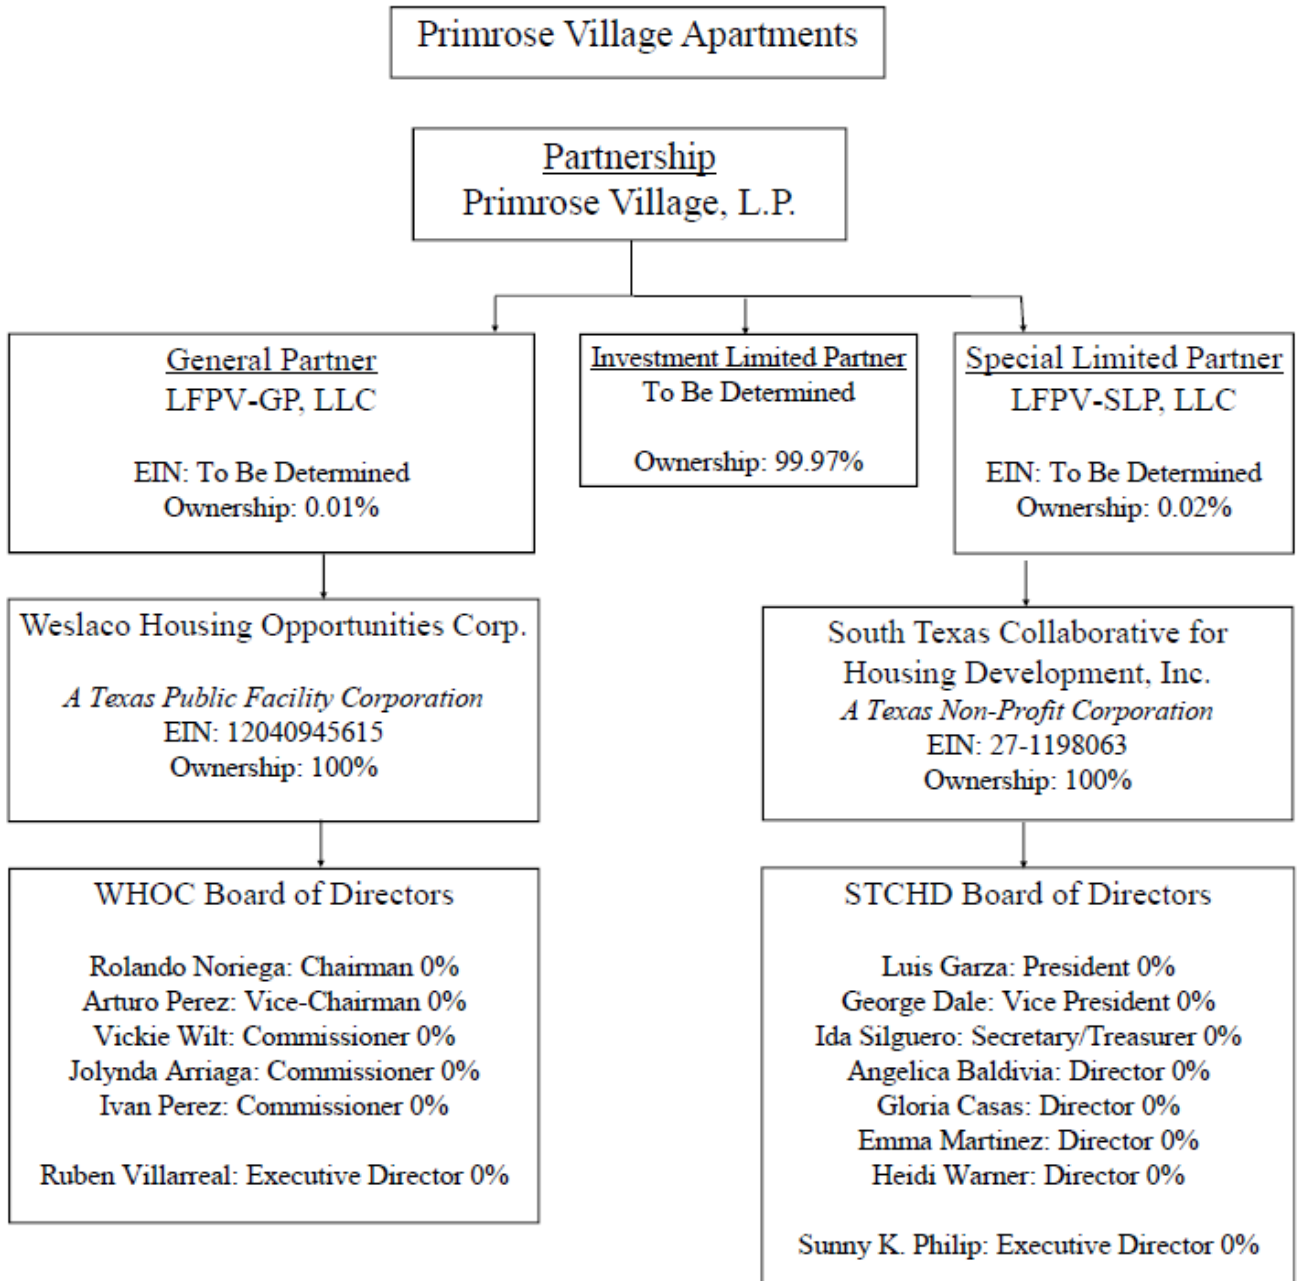 Primrose Village Apartments
Partnership
Primrose Village, L.P.
General Partner
LFPV-GP, LLC
EIN: To Be Determined
Ownership: 0.01%
Investment Limited Partner
To Be Determined
Ownership: 99.97%
Special Limited Partner
LFPV-SLP, LLC
EIN: To Be Determined
Ownership: 0.02%
Weslaco Housing Opportunities Corp.
A Texas Public Facility Corporation
EIN: 12040945615
Ownership: 100%
South Texas Collaborative for
Housing Development, Inc.
A Texas Non-Profit Corporation
EIN: 27-1198063
Ownership: 100%
WHOC Board of Directors
Rolando Noriega: Chairman 0%
Arturo Perez: Vice-Chairman 0%
Vickie Wilt: Commissioner 0%
Jolynda Arriaga: Commissioner 0%
Ivan Perez: Commissioner 0%
Ruben Villarreal: Executive Director 0%
STCHD Board of Directors
Luis Garza: President 0%
George Dale: Vice President 0%
Ida Silguero: Secretary/Treasurer 0%
Angelica Baldivia: Director 0%
Gloria Casas: Director 0%
Emma Martinez: Director 0%
Heidi Warner: Director 0%
Sunny K. Philip: Executive Director 0%